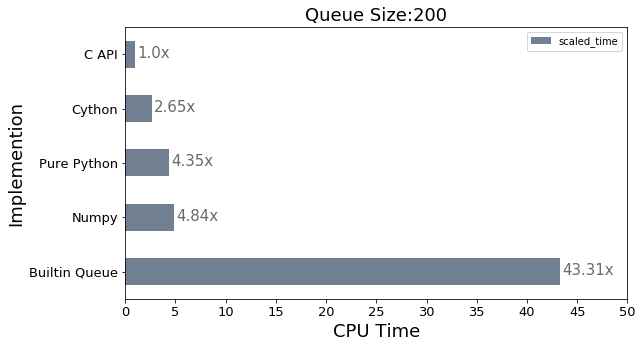 Queue Size:200
scaled_time
C API
1.0x
Cython
2.65x
Pure Python
4.35x
Numpy
4.84x
Builtin Queue
43.31x
Implemention
0 5 10 15 20 25 30 35 40 45 50
CPU Time